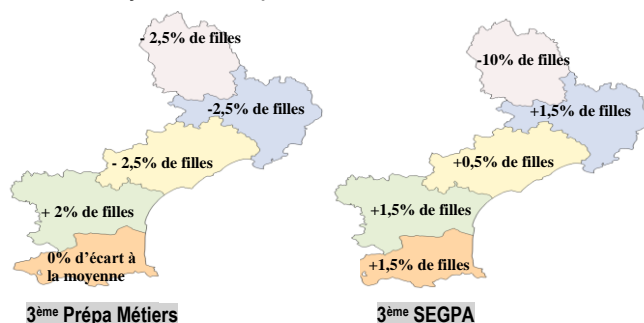 - 2,5% de filles
-2,5% de filles
- 2,5% de filles
+ 2% de filles
0% d'écart à
la moyenne
3ème Prépa Métiers
-10% de filles
+1,5% de filles
+0,5% de filles
+1,5% de filles
+1,5% de filles
3ème SEGPA